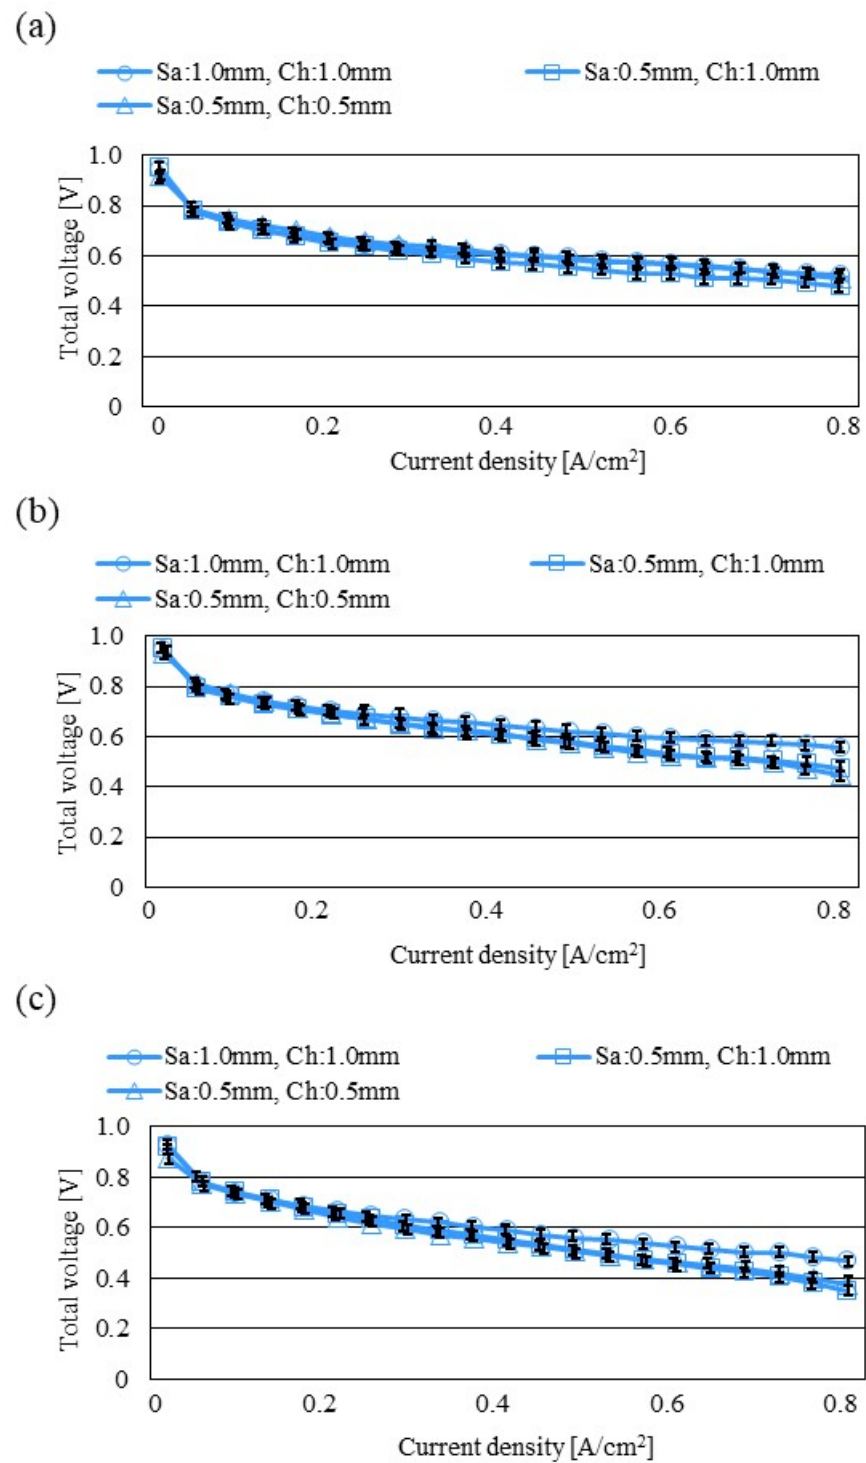 (a)
Sa:1.0mm, Ch:1.0mm Sa:0.5mm, Ch:1.0mm
Sa:0.5mm, Ch:0.5mm
1.0
0.8
0.6
0.4
0.2
0
Total voltage [V]
0 0.2 0.4 0.6 0.8
Current density [A/cm²]
(b)
Sa:1.0mm, Ch:1.0mm Sa:0.5mm, Ch:1.0mm
Sa:0.5mm, Ch:0.5mm
1.0
0.8
0.6
0.4
0.2
0
Total voltage [V]
0 0.2 0.4 0.6 0.8
Current density [A/cm²]
(c)
Sa:1.0mm, Ch:1.0mm Sa:0.5mm, Ch:1.0mm
Sa:0.5mm, Ch:0.5mm
1.0
0.8
0.6
0.4
0.2
0
Total voltage [V]
0 0.2 0.4 0.6 0.8
Current density [A/cm²]